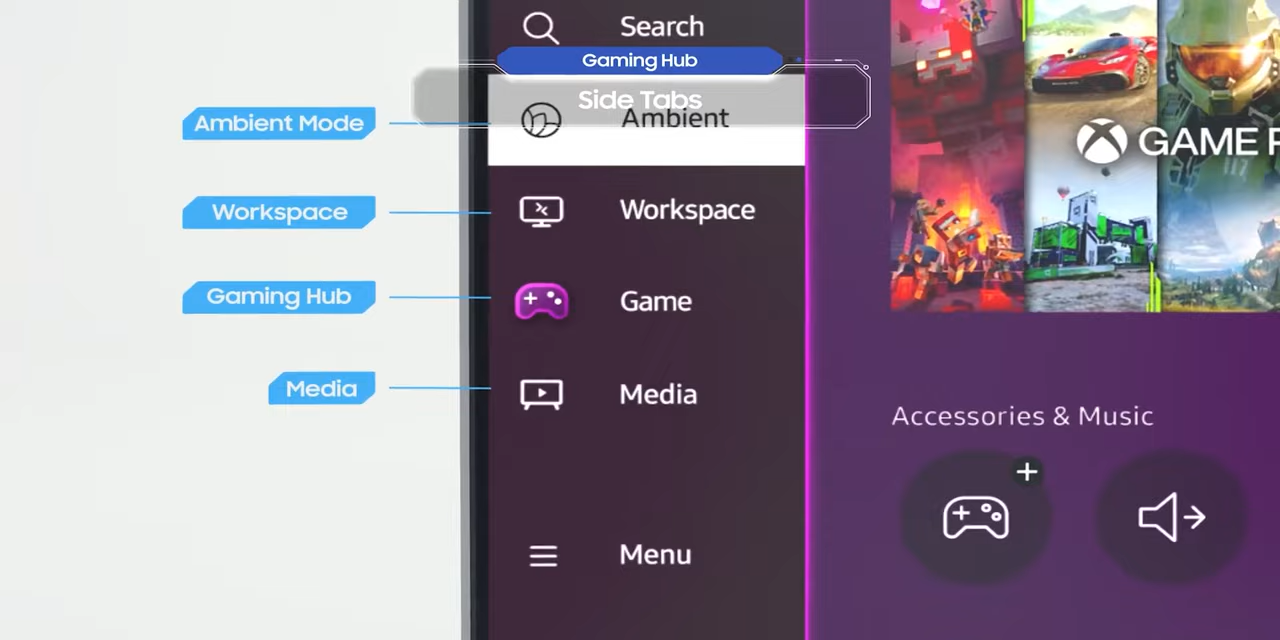 Search
Gaming Hub
Side Tabs
Ambient Mode
Ambient
Workspace
Workspace
Gaming Hub
Game
Media
Media
Menu
GAME
Accessories & Music